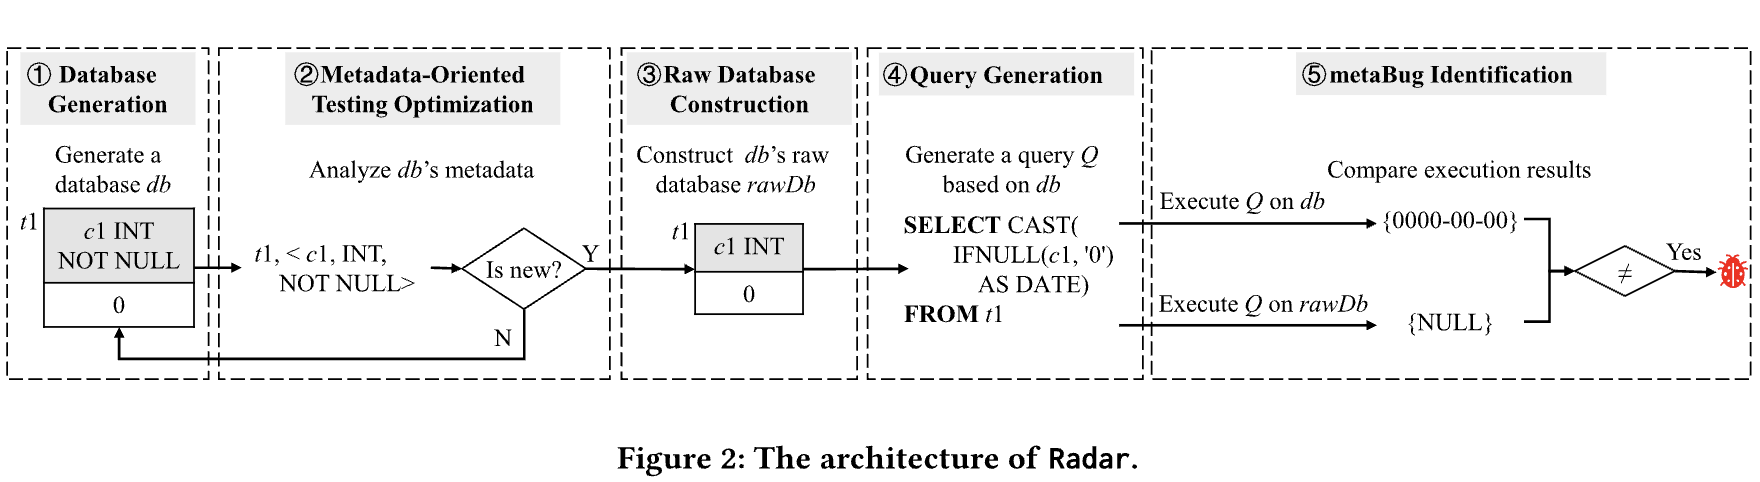 ① Database
Generation
Generate a
database db
t1
c1 INT
NOT NULL
0
②Metadata-Oriented
Testing Optimization
Analyze db's metadata
t1, < c1, INT,
NOT NULL>
Is new?
Y
N
③Raw Database
Construction
Construct db's raw
database rawDb
t1
c1 INT
0
④Query Generation
Generate a query Q
based on db
SELECT CAST(
IFNULL(c1, '0')
AS DATE)
FROM t1
⑤metaBug Identification
Compare execution results
Execute Q on db
{0000-00-00}
Execute Q on rawDb
{NULL}
≠
Yes
Figure 2: The architecture of Radar.